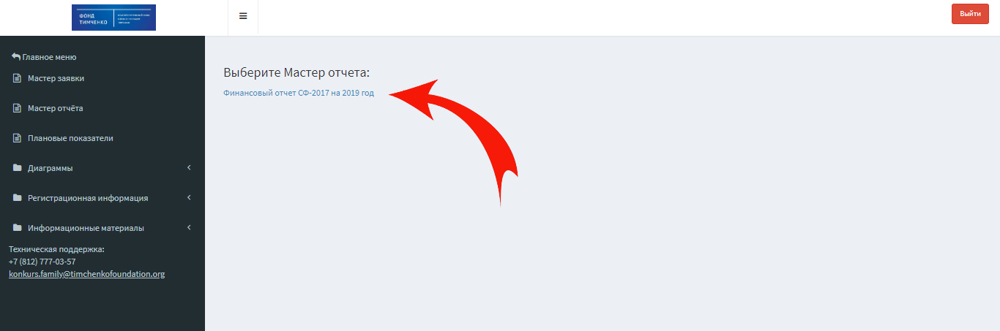 ФОНД
ТИМЧЕНКО
Выйти
Главное меню
Мастер заявки
Мастер отчёта
Плановые показатели
Диаграммы
Регистрационная информация
Информационные материалы
Техническая поддержка:
+7 (812) 777-03-57
konkurs.family@timchenkofoundation.org
Выберите Мастер отчета:
Финансовый отчет СФ-2017 на 2019 год